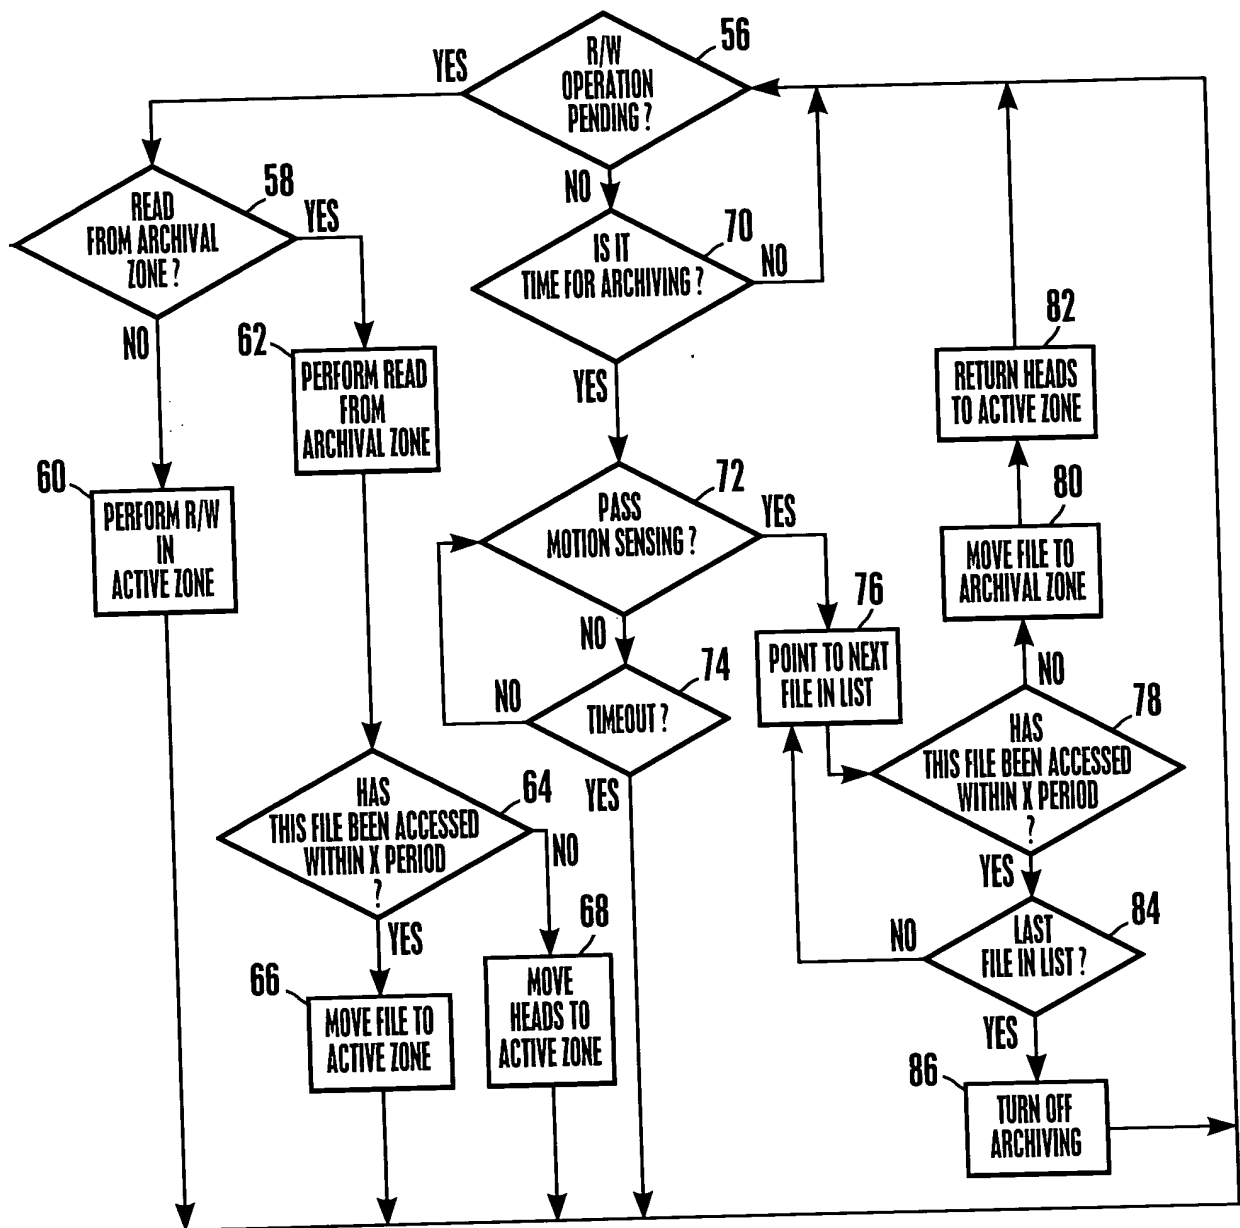 56
R/W
OPERATION
PENDING ?
YES
NO
58
READ
FROM ARCHIVAL
ZONE ?
YES
NO
70
IS IT
TIME FOR ARCHIVING ?
NO
YES
62
PERFORM READ
FROM
ARCHIVAL ZONE
82
RETURN HEADS
TO ACTIVE ZONE
60
PERFORM R/W
IN
ACTIVE ZONE
72
PASS
MOTION SENSING ?
YES
NO
80
MOVE FILE TO
ARCHIVAL ZONE
76
POINT TO NEXT
FILE IN LIST
74
TIMEOUT ?
NO
YES
NO
78
HAS
THIS FILE BEEN ACCESSED
WITHIN X PERIOD
?
YES
64
HAS
THIS FILE BEEN ACCESSED
WITHIN X PERIOD
?
NO
YES
84
LAST
FILE IN LIST ?
NO
YES
66
MOVE FILE TO
ACTIVE ZONE
68
MOVE
HEADS TO
ACTIVE ZONE
86
TURN OFF
ARCHIVING